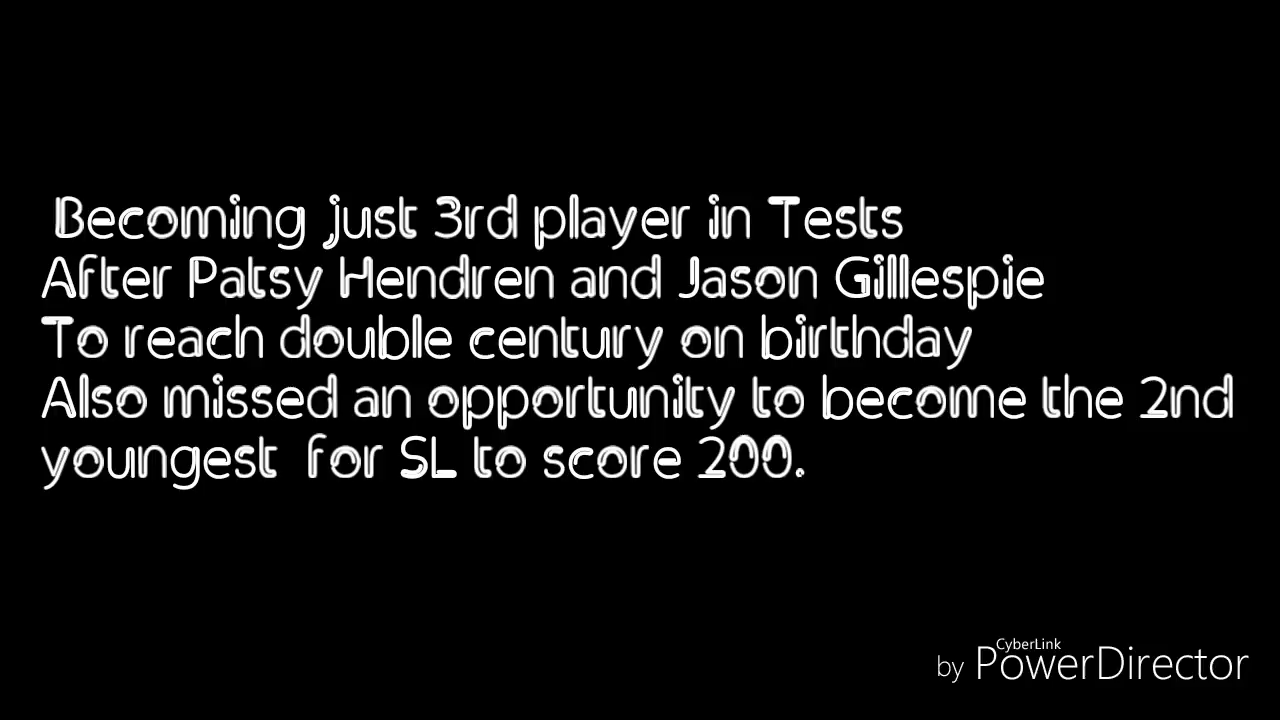 Becoming just 3rd player in Tests
After Patsy Hendren and Jason Gillespie
To reach double century on birthday
Also missed an opportunity to become the 2nd
youngest for SL to score 200.
CyberLink
by PowerDirector